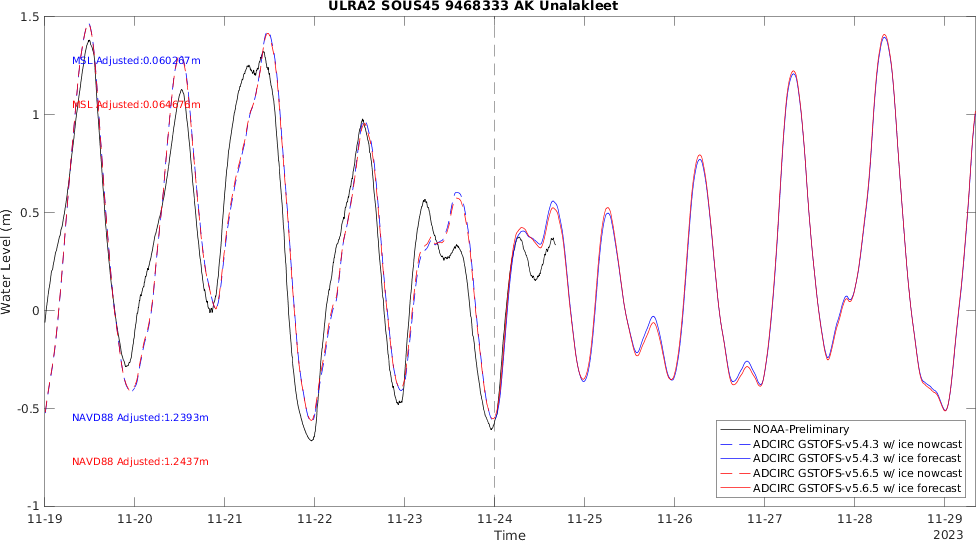 ULRA2 SOUS45 9468333 AK Unalakleet
1.5
1
0.5
0
-0.5
-1
Water Level (m)
MSL Adjusted:0.060267m
MSL Adjusted:0.064673m
NAVD88 Adjusted:1.2393m
NAVD88 Adjusted:1.2437m
NOAA-Preliminary
ADCIRC GSTOFS-v5.4.3 w/ ice nowcast
ADCIRC GSTOFS-v5.4.3 w/ ice forecast
ADCIRC GSTOFS-v5.6.5 w/ ice nowcast
ADCIRC GSTOFS-v5.6.5 w/ ice forecast
11-19 11-20 11-21 11-22 11-23 11-24 11-25 11-26 11-27 11-28 11-29
Time
2023